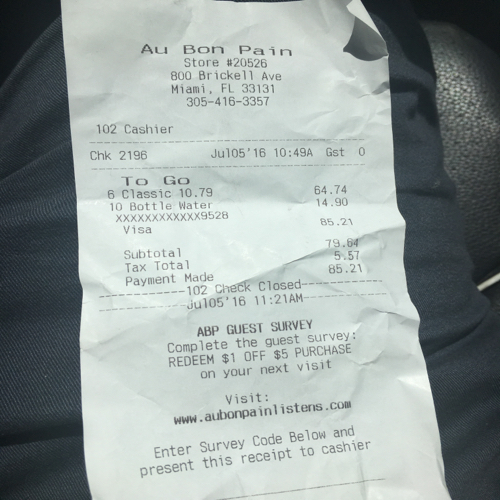 Au Bon Pain
Store #20526
800 Brickell Ave
Miami, FL 33131
305-416-3357
102 Cashier
Chk 2196 Jul05'16 10:49A Gst 0
To Go
6 Classic 10.79 64.74
10 Bottle Water 14.90
XXXXXXXXXXXX9528
Visa 85.21
Subtotal 79.64
Tax Total 5.57
Payment Made 85.21
----------102 Check Closed----------
----------Jul05'16 11:21AM----------
ABP GUEST SURVEY
Complete the guest survey:
REDEEM $1 OFF $5 PURCHASE
on your next visit
Visit:
www.aubonpainlistens.com
Enter Survey Code Below and
present this receipt to cashier